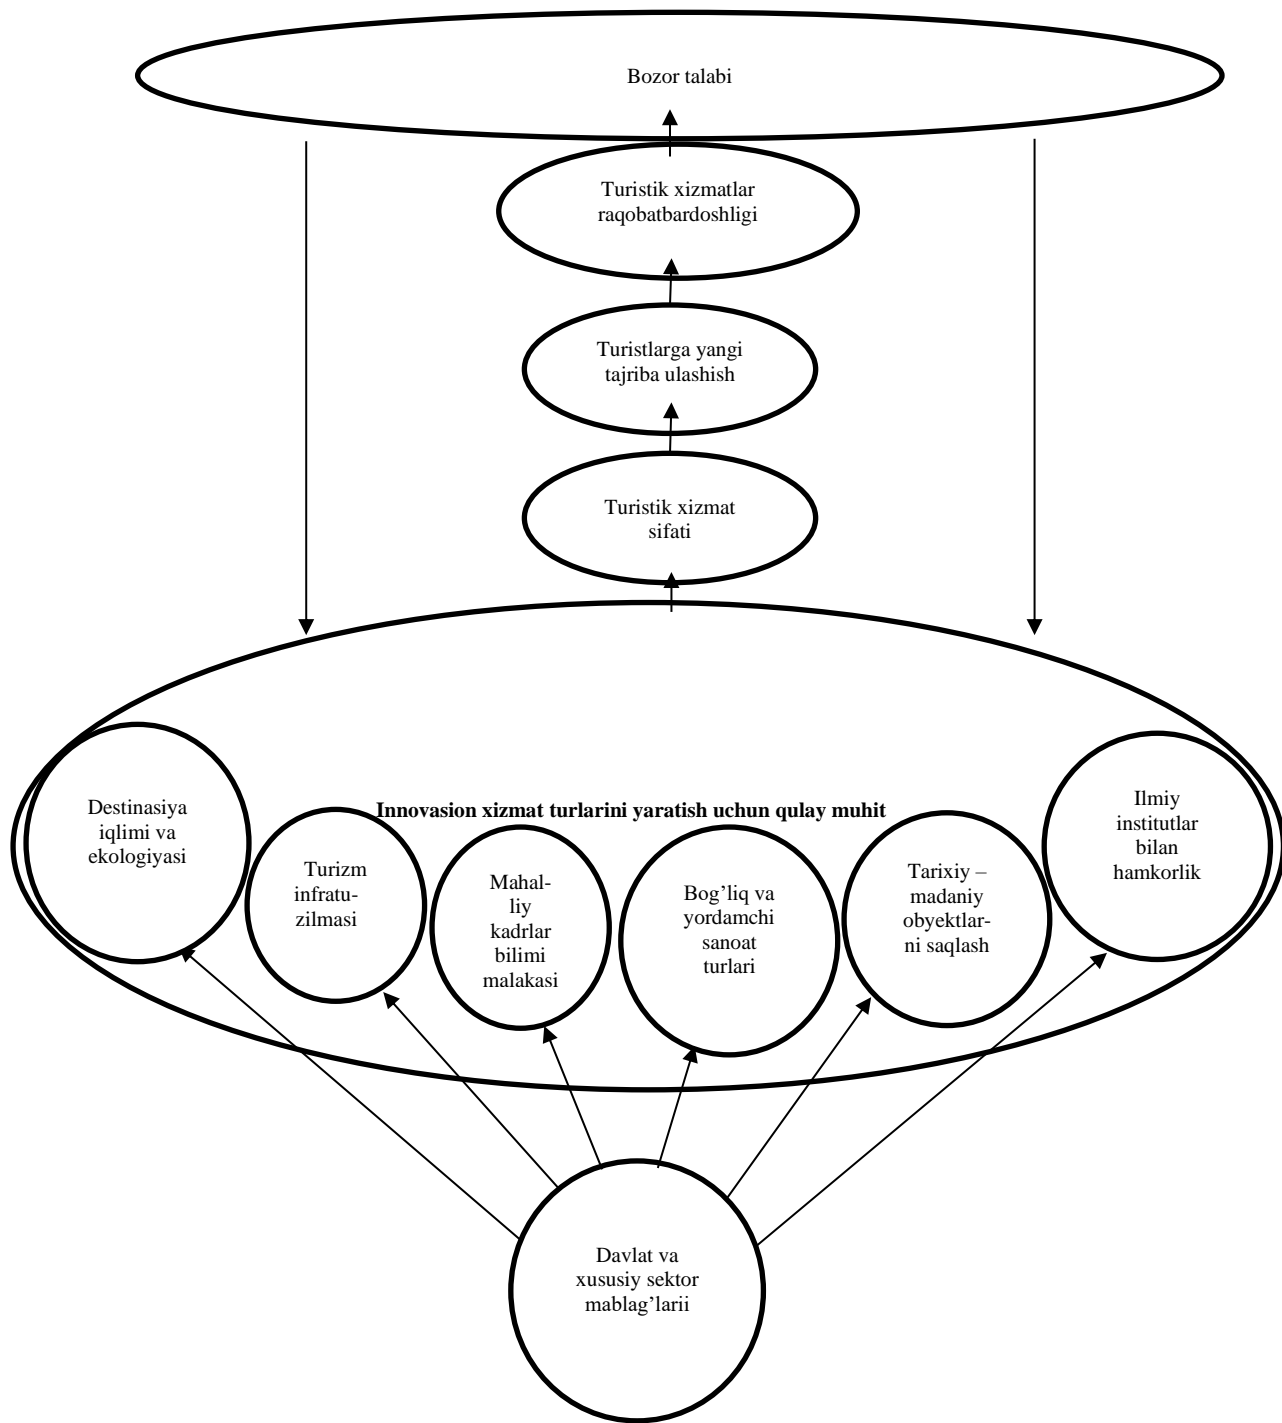 Bozor talabi
Turistik xizmatlar
raqobatbardoshligi
Turistlarga yangi
tajriba ulashish
Turistik xizmat
sifati
Innovasion xizmat turlarini yaratish uchun qulay muhit
Destinasiya
iqlimi va
ekologiyasi
Turizm
infratu-
zilmasi
Mahal-
liy
kadrlar
bilimi
malakasi
Bog’liq va
yordamchi
sanoat
turlari
Tarixiy –
madaniy
obyektlar-
ni saqlash
Ilmiy
institutlar
bilan
hamkorlik
Davlat va
xususiy sektor
mablag’larii